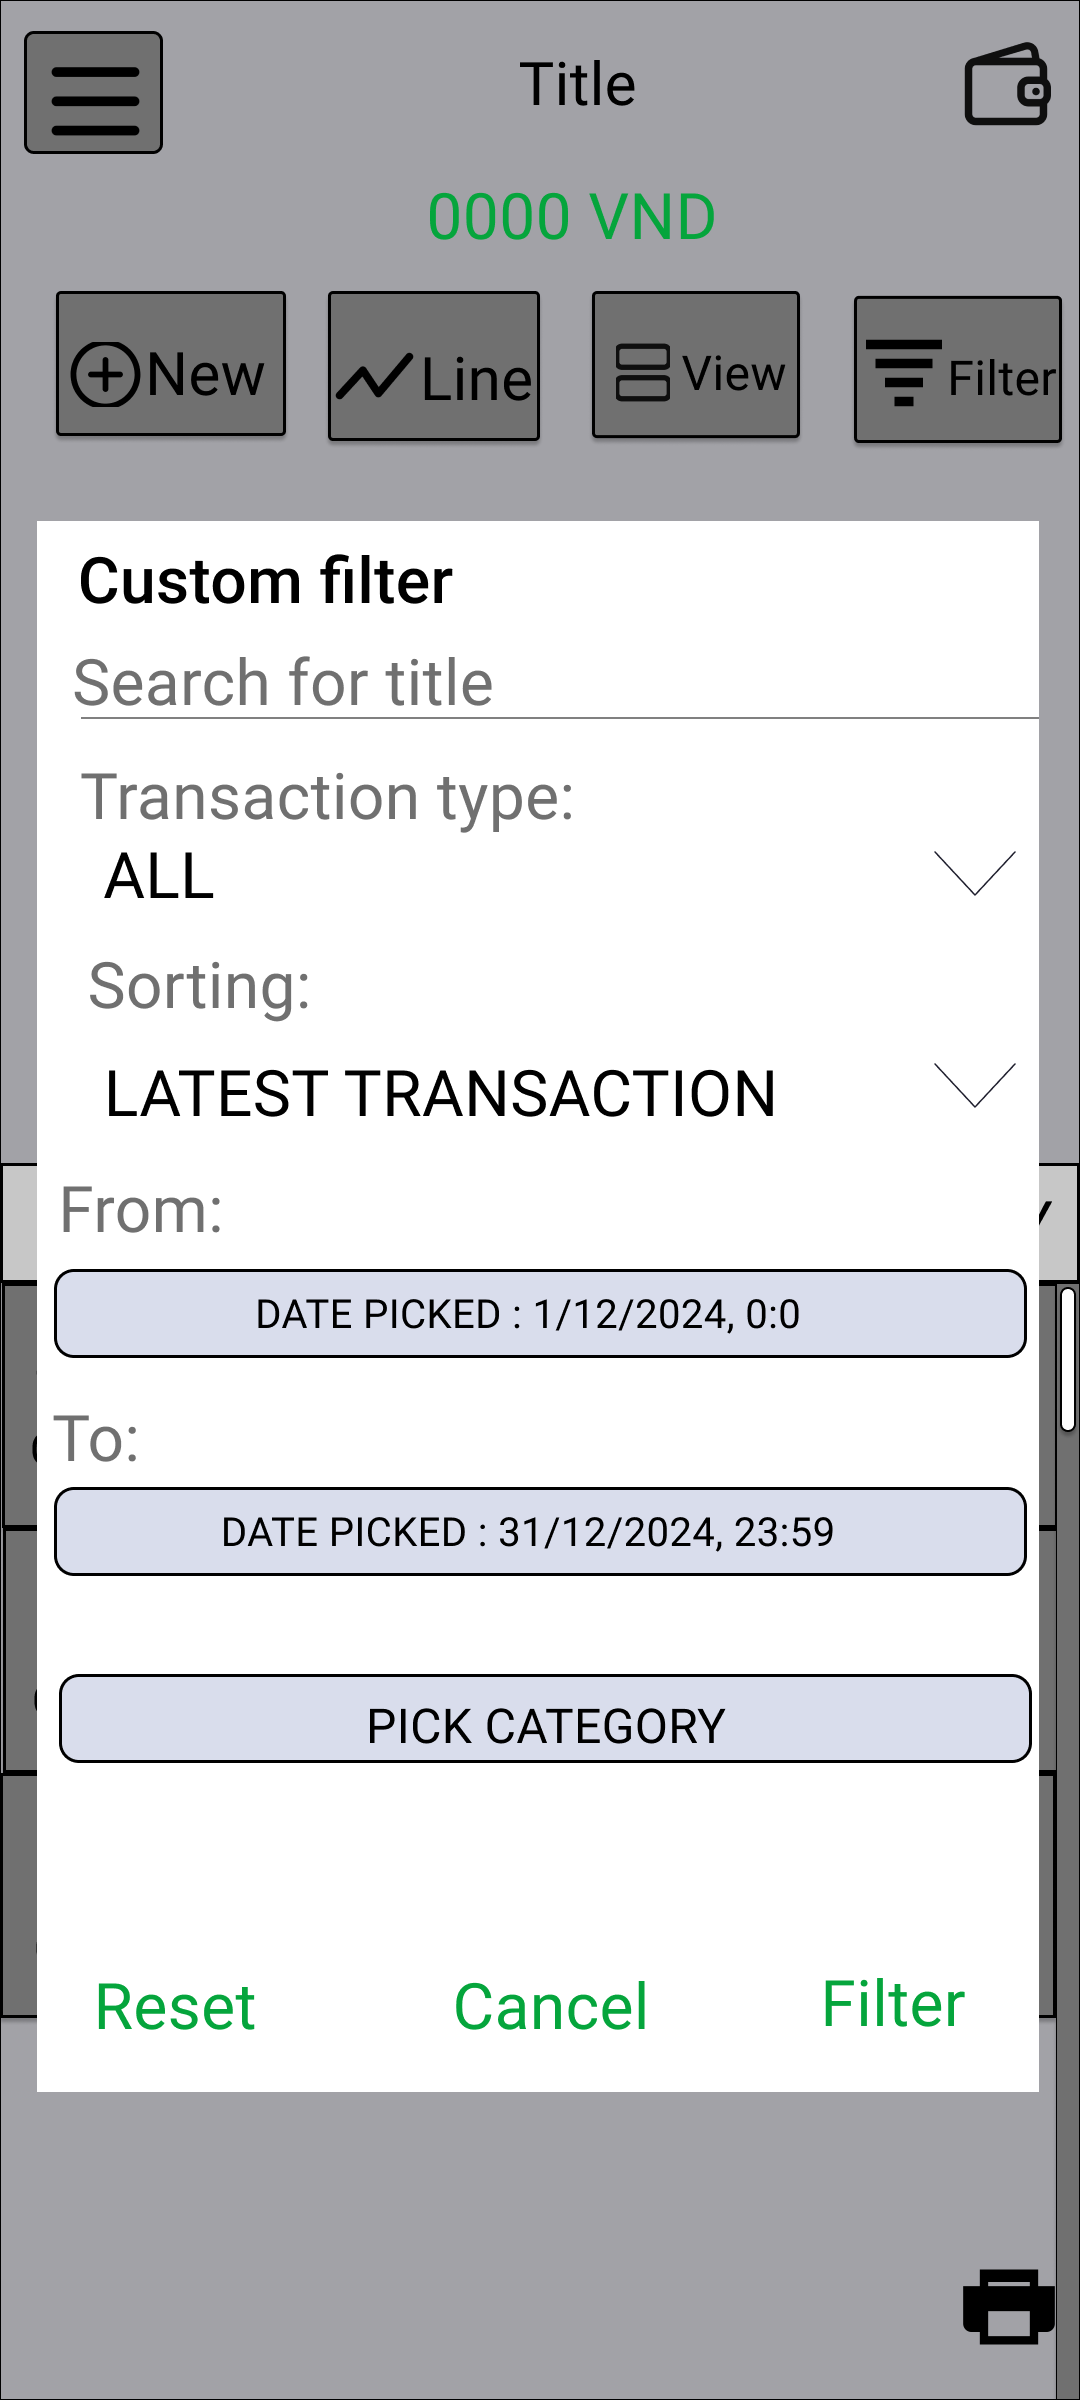 Title
0000 VND
New
Line
View
Filter
Custom filter
Search for title
Transaction type:
ALL
Sorting:
LATEST TRANSACTION
From:
DATE PICKED : 1/12/2024, 0:0
To:
DATE PICKED : 31/12/2024, 23:59
PICK CATEGORY
Reset
Cancel
Filter